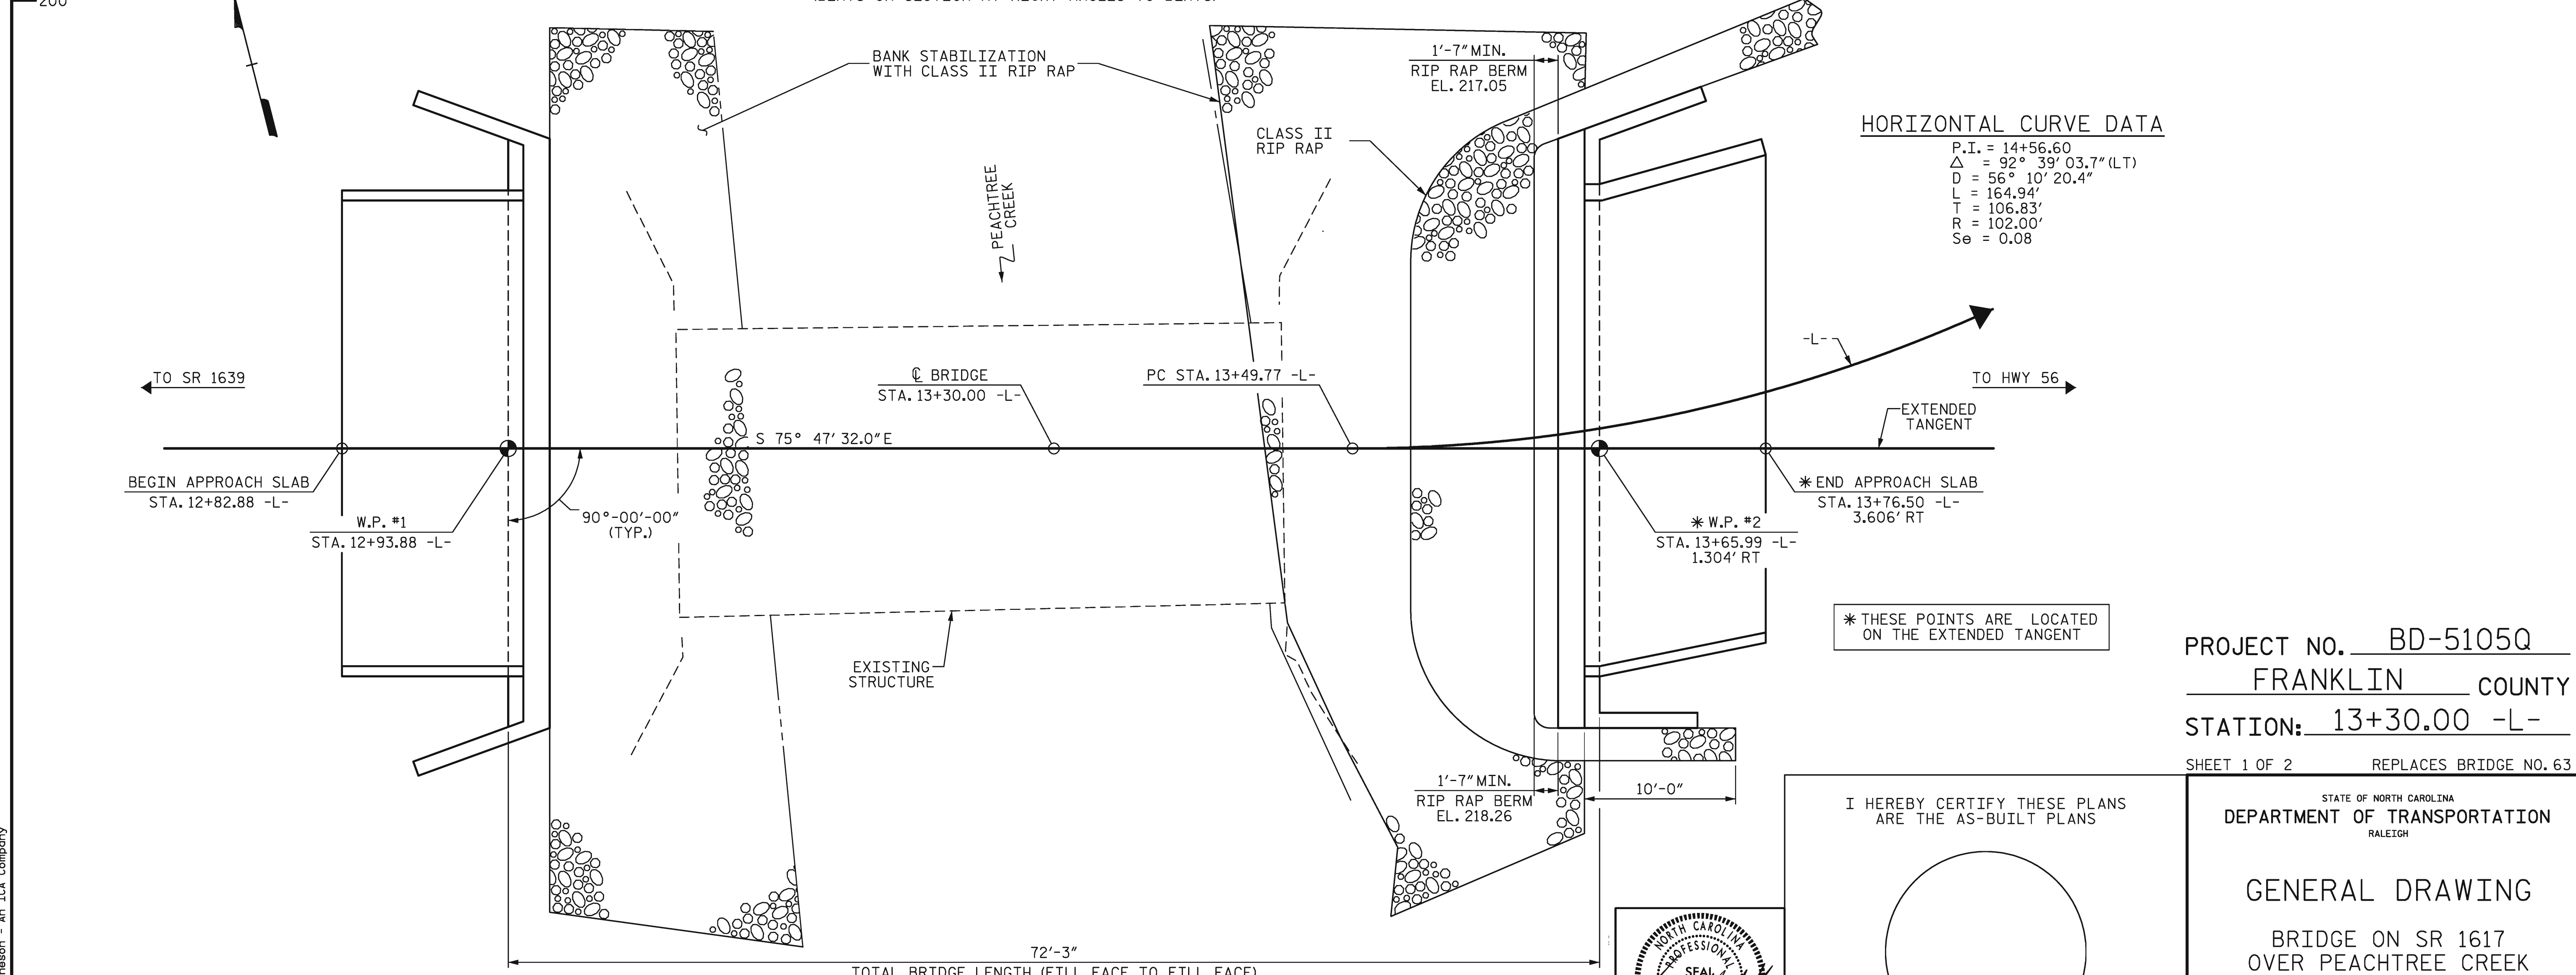 200
BANK STABILIZATION
WITH CLASS II RIP RAP
1'-7" MIN.
RIP RAP BERM
EL. 217.05
CLASS II
RIP RAP
HORIZONTAL CURVE DATA
P.I. = 14+56.60
△ = 92° 39' 03.7" (LT)
D = 56° 10' 20.4"
L = 164.94'
T = 106.83'
R = 102.00'
Se = 0.08
PEACHTREE
CREEK
TO SR 1639
℄ BRIDGE
STA. 13+30.00 -L-
PC STA. 13+49.77 -L-
-L-
TO HWY 56
EXTENDED
TANGENT
S 75° 47' 32.0" E
BEGIN APPROACH SLAB
STA. 12+82.88 -L-
W.P. #1
STA. 12+93.88 -L-
90°-00'-00"
(TYP.)
* W.P. #2
STA. 13+65.99 -L-
1.304' RT
* END APPROACH SLAB
STA. 13+76.50 -L-
3.606' RT
* THESE POINTS ARE LOCATED
ON THE EXTENDED TANGENT
EXISTING
STRUCTURE
1'-7" MIN.
RIP RAP BERM
EL. 218.26
10'-0"
72'-3"
TOTAL BRIDGE LENGTH (FILL FACE TO FILL FACE)
PROJECT NO. BD-5105Q
FRANKLIN COUNTY
STATION: 13+30.00 -L-
SHEET 1 OF 2 REPLACES BRIDGE NO. 63
I HEREBY CERTIFY THESE PLANS
ARE THE AS-BUILT PLANS
STATE OF NORTH CAROLINA
DEPARTMENT OF TRANSPORTATION
RALEIGH
GENERAL DRAWING
BRIDGE ON SR 1617
OVER PEACHTREE CREEK
NORTH CAROLINA
PROFESSIONAL
SEAL
Company